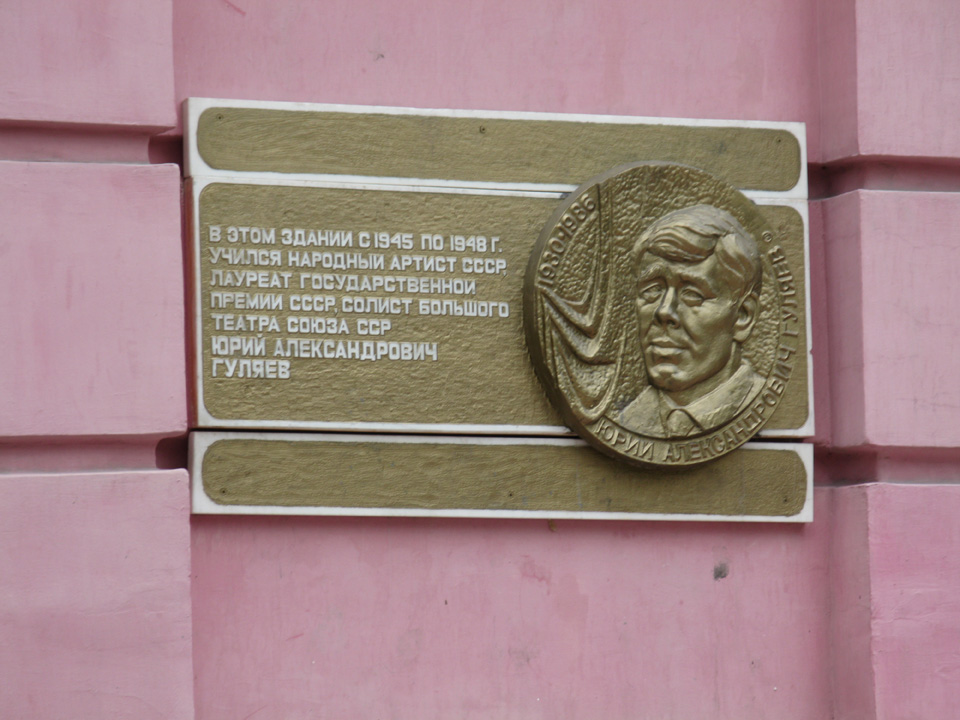 В ЭТОМ ЗДАНИИ С 1945 ПО 1948 Г.
УЧИЛСЯ НАРОДНЫЙ АРТИСТ СССР,
ЛАУРЕАТ ГОСУДАРСТВЕННОЙ
ПРЕМИИ СССР, СОЛИСТ БОЛЬШОГО
ТЕАТРА СОЮЗА ССР
ЮРИЙ АЛЕКСАНДРОВИЧ
ГУЛЯЕВ
1930-1986
ЮРИЙ АЛЕКСАНДРОВИЧ ГУЛЯЕВ